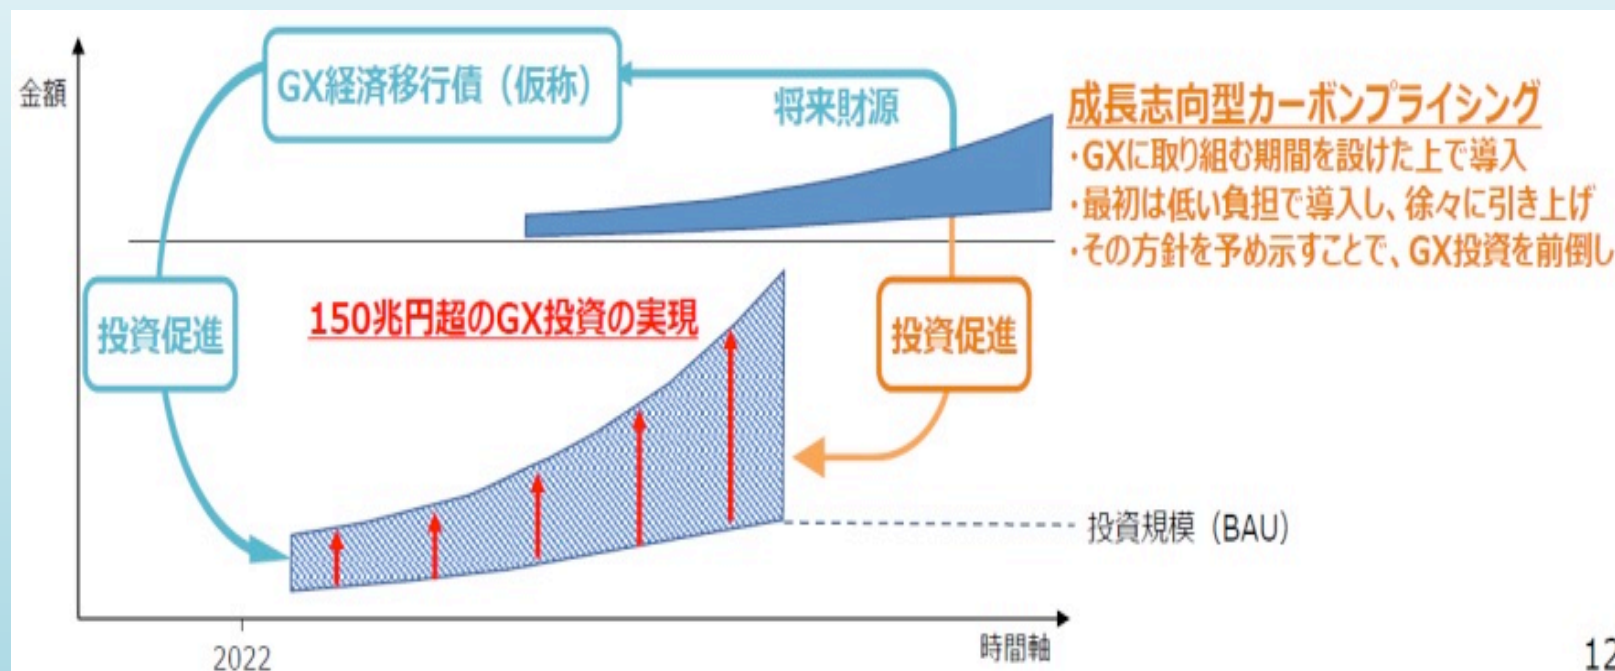 金額
GX経済移行債（仮称）
将来財源
成長志向型カーボンプライシング
・GXに取り組む期間を設けた上で導入
・最初は低い負担で導入し、徐々に引き上げ
・その方針を予め示すことで、GX投資を前倒し
投資促進
150兆円超のGX投資の実現
投資促進
投資規模（BAU）
2022
時間軸
12